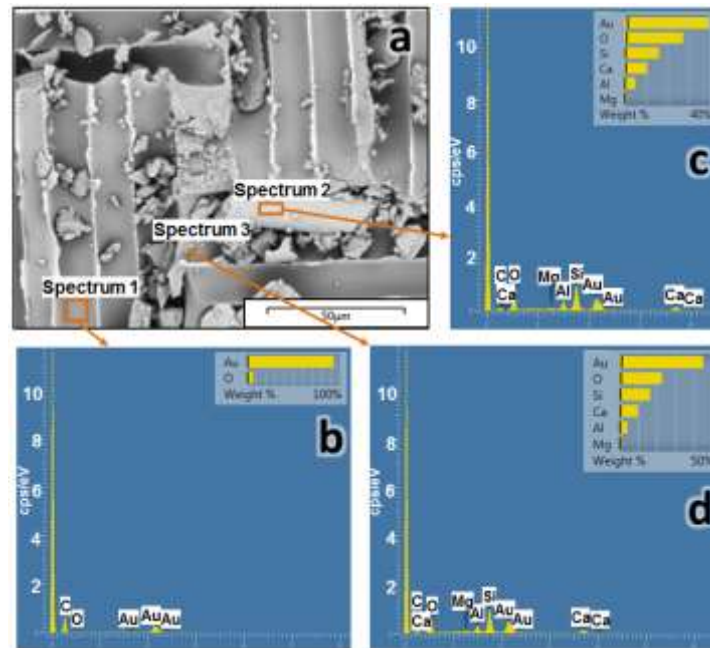 a
Spectrum 2
Spectrum 3
Spectrum 1
50µm
10
8
6
4
2
cps/eV
Au
O
Si
Ca
Al
Mg
Weight % 40%
c
C O
Ca
Mg
Al
Si
Au
Au
Ca
Ca
10
8
6
4
2
cps/eV
Au
O
Weight % 100%
b
C
O
Au
Au
Au
10
8
6
4
2
cps/eV
Au
O
Si
Ca
Al
Mg
Weight % 50%
d
C O
Ca
Mg
Al
Si
Au
Au
Ca
Ca